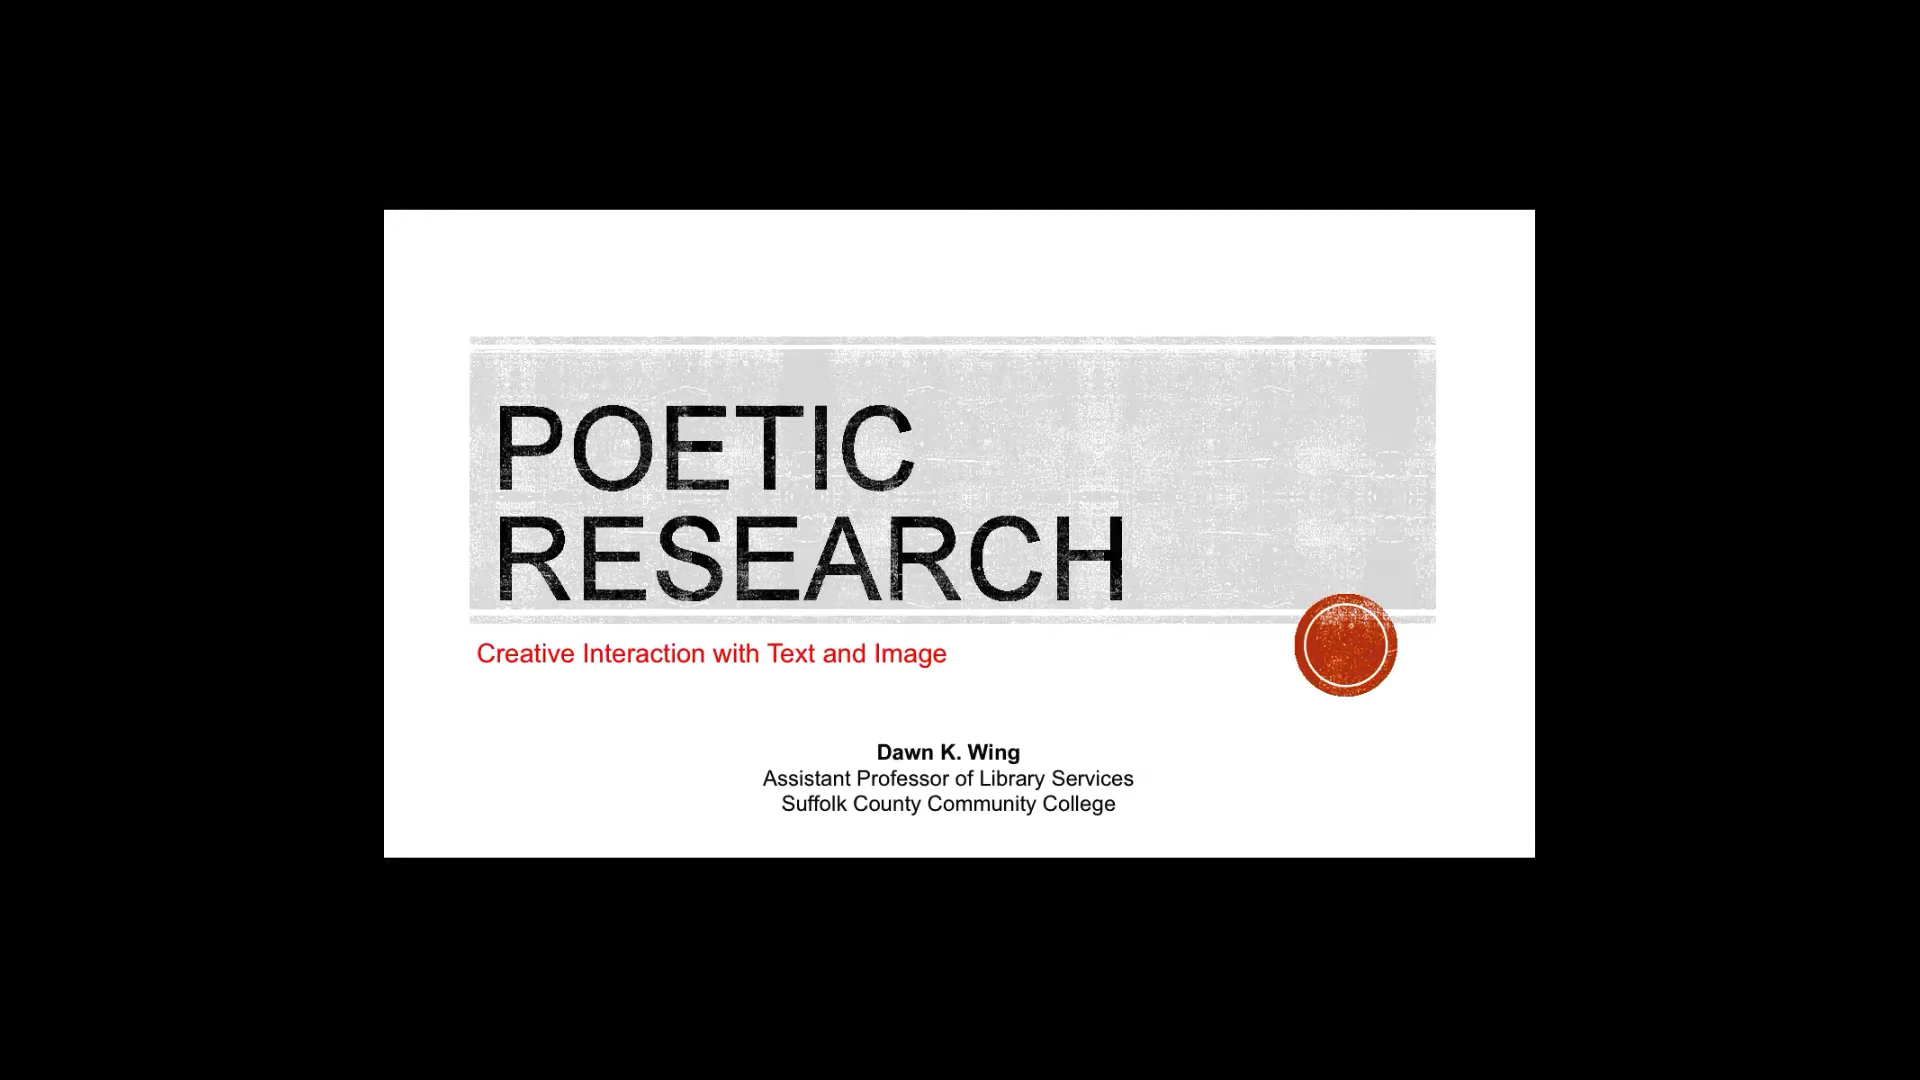 POETIC
RESEARCH
Creative Interaction with Text and Image
Dawn K. Wing
Assistant Professor of Library Services
Suffolk County Community College